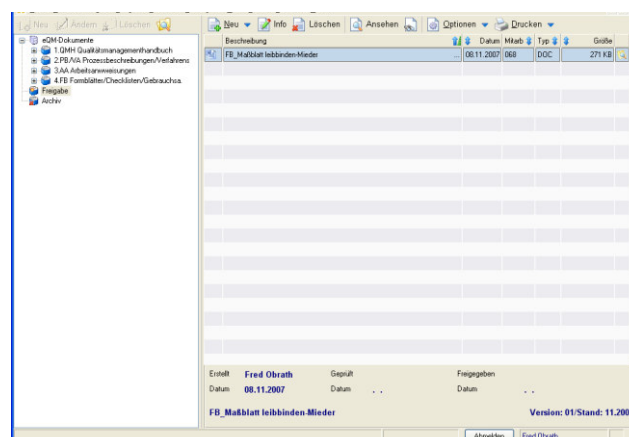 Neu Ändern Löschen
Neu Info Löschen Ansehen Optionen Drucken
eQM-Dokumente
1.QMH Qualitätsmanagementhandbuch
2.PB/VA Prozessbeschreibungen/Verfahrens
3.AA Arbeitsanweisungen
4.FB Formblätter/Checklisten/Gebrauchsa
Freigabe
Archiv
Beschreibung Datum Mitarb Typ Größe
FB_Maßblatt leibbinden-Mieder ... 08.11.2007 068 DOC 271 KB
Erstellt Fred Obrath Geprüft Freigegeben
Datum 08.11.2007 Datum . . Datum . .
FB_Maßblatt leibbinden-Mieder Version: 01/Stand: 11.200
Abmelden Fred Obrath